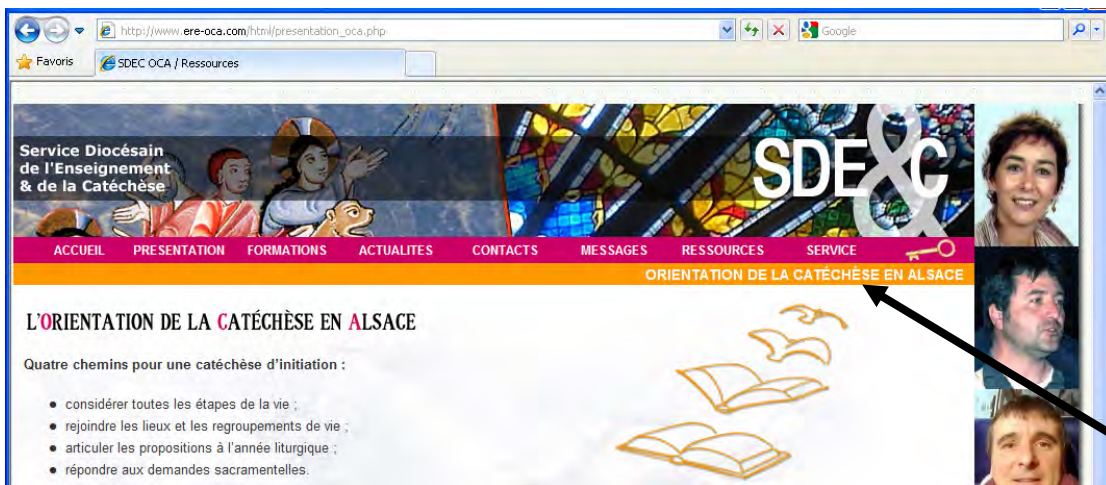 http://www.ere-oca.com/html/presentation_oca.php
Google
Favoris
SDEC OCA / Ressources
Service Diocésain
de l'Enseignement
& de la Catéchèse
SDE&C
ACCUEIL PRESENTATION FORMATIONS ACTUALITES CONTACTS MESSAGES RESSOURCES SERVICE
ORIENTATION DE LA CATÉCHÈSE EN ALSACE
L'ORIENTATION DE LA CATÉCHÈSE EN ALSACE
Quatre chemins pour une catéchèse d'initiation :
• considérer toutes les étapes de la vie ;
• rejoindre les lieux et les regroupements de vie ;
• articuler les propositions à l'année liturgique ;
• répondre aux demandes sacramentelles.